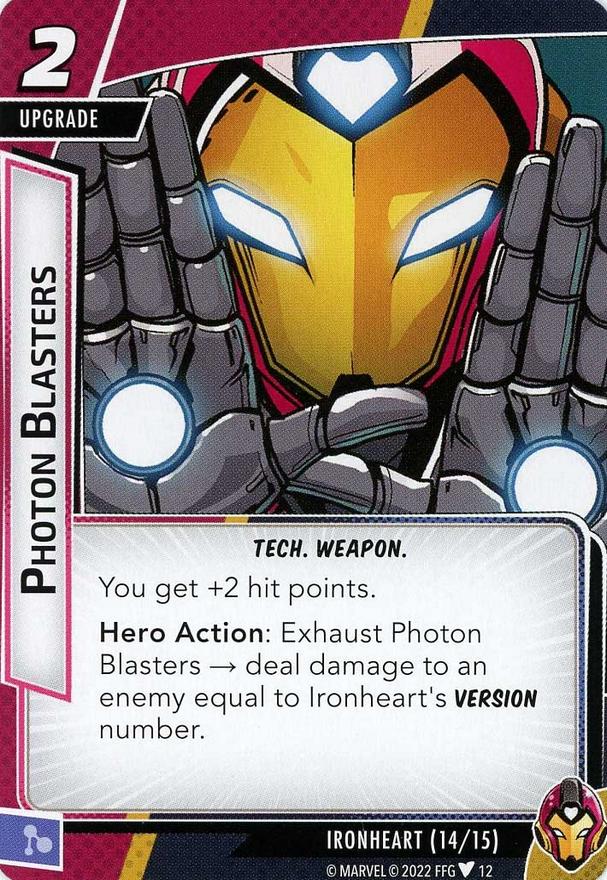 2
UPGRADE
PHOTON BLASTERS
TECH. WEAPON.
You get +2 hit points.
Hero Action: Exhaust Photon
Blasters → deal damage to an
enemy equal to Ironheart's VERSION
number.
IRONHEART (14/15)
© MARVEL © 2022 FFG 12